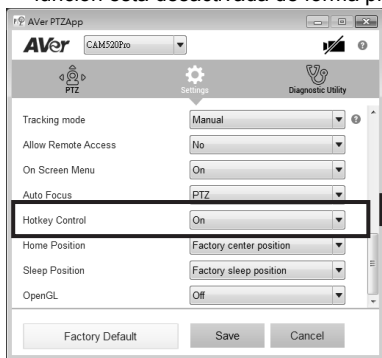 función está desactivada de forma p
AVer PTZApp
AVer CAM520Pro
PTZ Settings Diagnostic Utility
Tracking mode Manual
Allow Remote Access No
On Screen Menu On
Auto Focus PTZ
Hotkey Control On
Home Position Factory center position
Sleep Position Factory sleep position
OpenGL Off
Factory Default Save Cancel